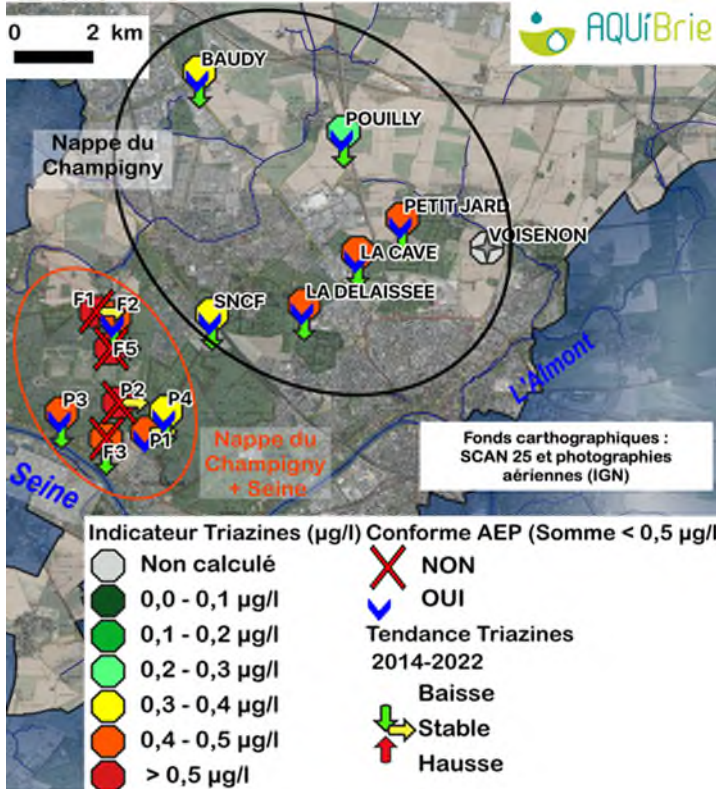 0 2 km
AQUiBrie
BAUDY
Nappe du
Champigny
POUILLY
PETIT JARD
VOISENON
LA CAVE
SNCF
LA DELAISSEE
F1
F2
F5
P2
P3
P4
P1
F3
L'Almont
Nappe du
Champigny
+ Seine
Seine
Fonds cartographiques :
SCAN 25 et photographies
aériennes (IGN)
Indicateur Triazines (µg/l)
Non calculé
0,0 - 0,1 µg/l
0,1 - 0,2 µg/l
0,2 - 0,3 µg/l
0,3 - 0,4 µg/l
0,4 - 0,5 µg/l
> 0,5 µg/l
Conforme AEP (Somme < 0,5 µg/l
NON
OUI
Tendance Triazines
2014-2022
Baisse
Stable
Hausse